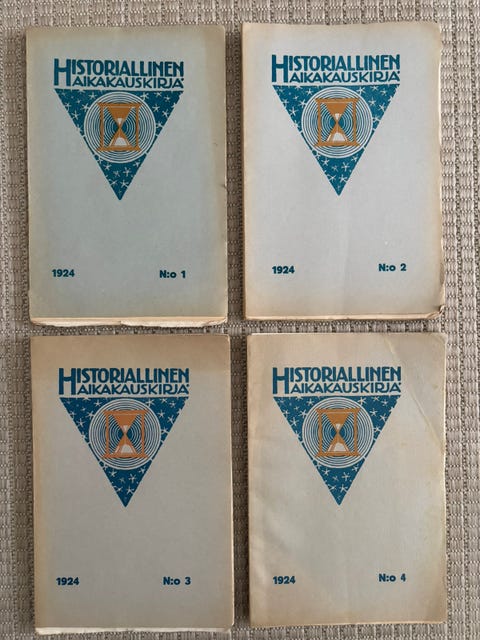 HISTORIALLINEN
AIKAKAUSKIRJA
1924 N:o 1
HISTORIALLINEN
AIKAKAUSKIRJA
1924 N:o 2
HISTORIALLINEN
AIKAKAUSKIRJA
1924 N:o 3
HISTORIALLINEN
AIKAKAUSKIRJA
1924 N:o 4